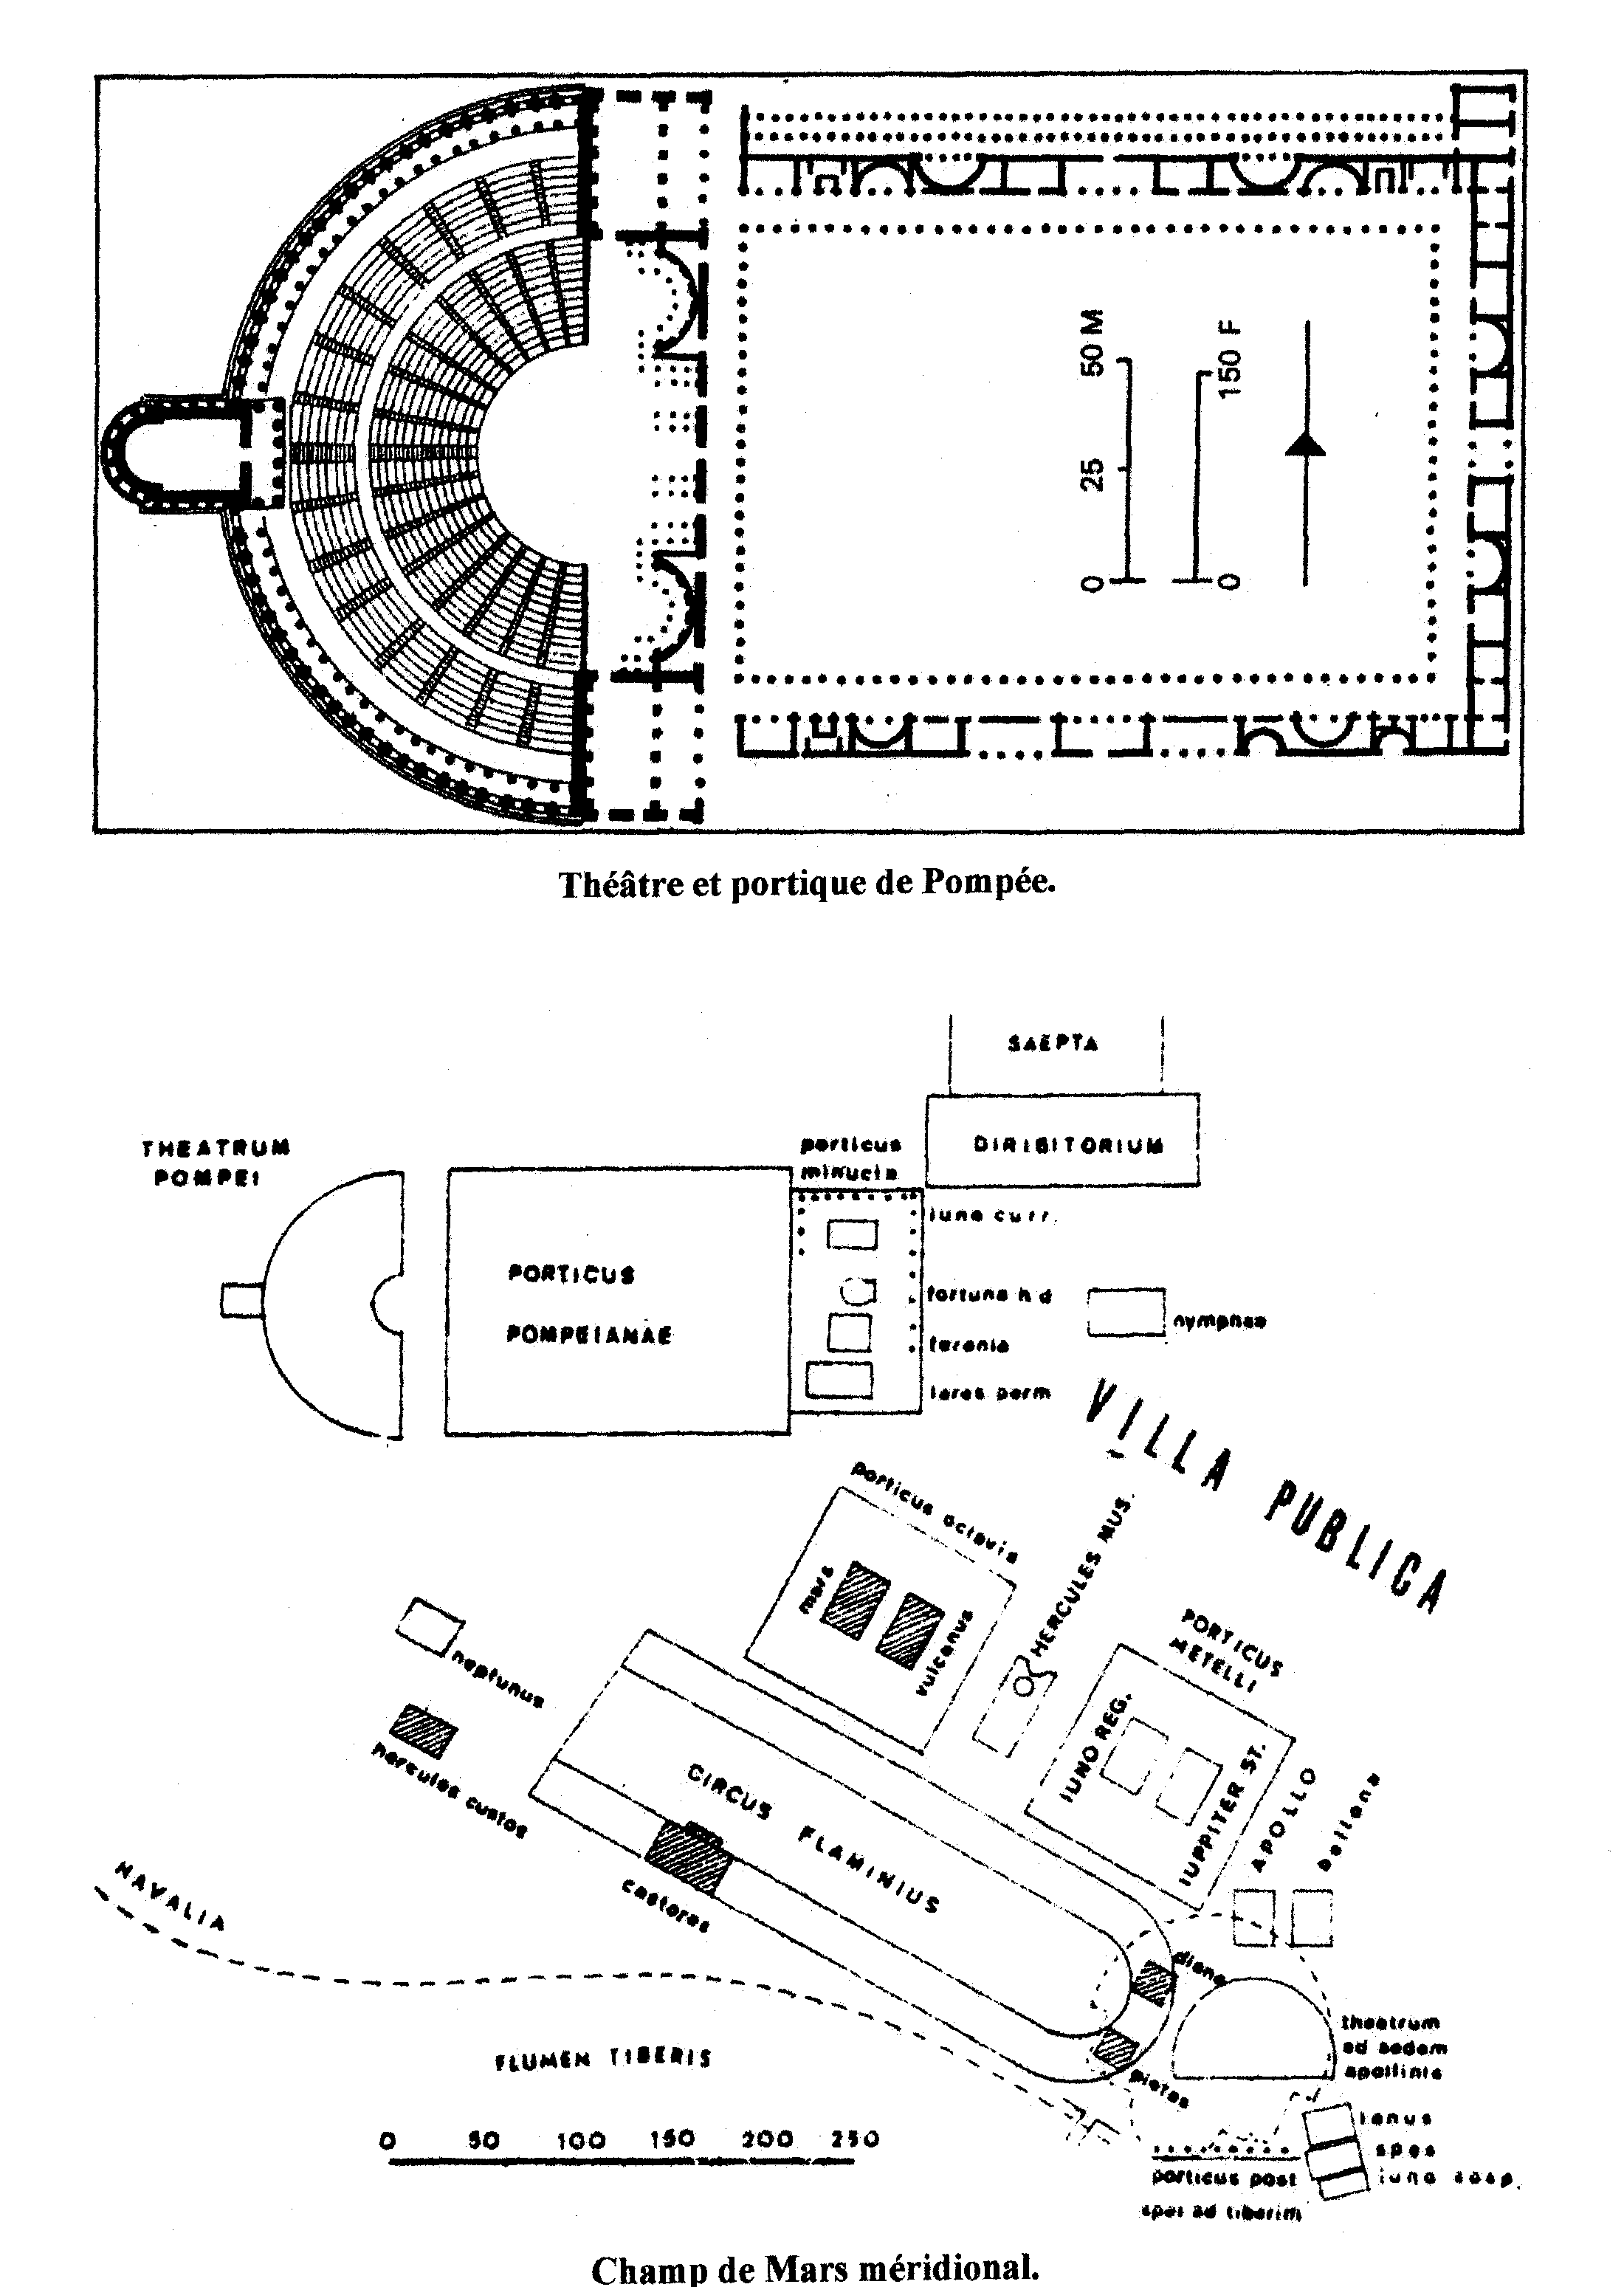 50 M
150 F
25
0
0
Théâtre et portique de Pompée.
SAEPTA
THEATRUM
POMPEI
porticus
minucia
DIRIBITORIUM
iuno curr.
PORTICUS
POMPEIANAE
fortuna h d
nymphae
feronia
lares perm
VILLA PUBLICA
porticus octavia
HERCULES MUS.
mars
vulcanus
PORTICUS
METELLI
neptunus
IUNO REG.
IUPPITER ST.
hercules custos
CIRCUS FLAMINIUS
APOLLO
bellona
castores
NAVALIA
diana
theatrum
ad aedem
apollinis
FLUMEN TIBERIS
pietas
0 50 100 150 200 250
ianus
spes
iuno sosp.
porticus post
spei ad tiberim
Champ de Mars méridional.